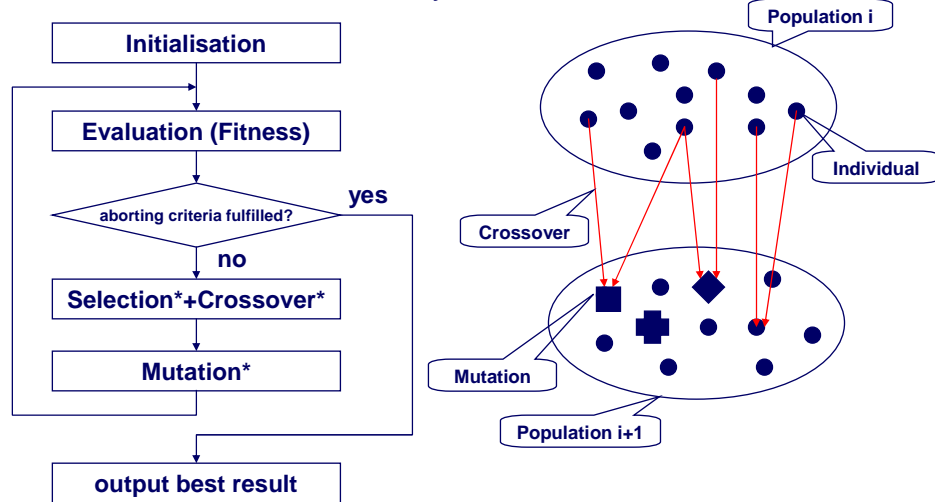 Initialisation
Evaluation (Fitness)
aborting criteria fulfilled?
yes
no
Selection*+Crossover*
Mutation*
output best result
Population i
Individual
Crossover
Mutation
Population i+1